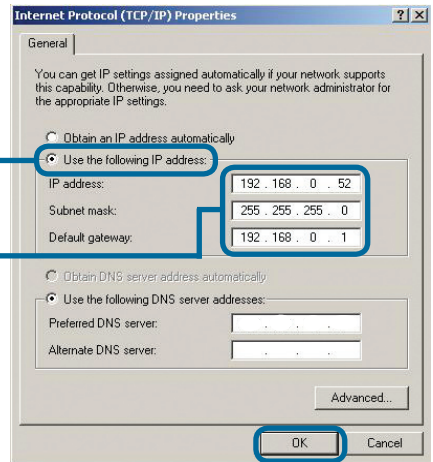 Internet Protocol (TCP/IP) Properties
General
You can get IP settings assigned automatically if your network supports
this capability. Otherwise, you need to ask your network administrator for
the appropriate IP settings.
Obtain an IP address automatically
Use the following IP address:
IP address: 192 . 168 . 0 . 52
Subnet mask: 255 . 255 . 255 . 0
Default gateway: 192 . 168 . 0 . 1
Obtain DNS server address automatically
Use the following DNS server addresses:
Preferred DNS server: . . .
Alternate DNS server: . . .
Advanced...
OK Cancel